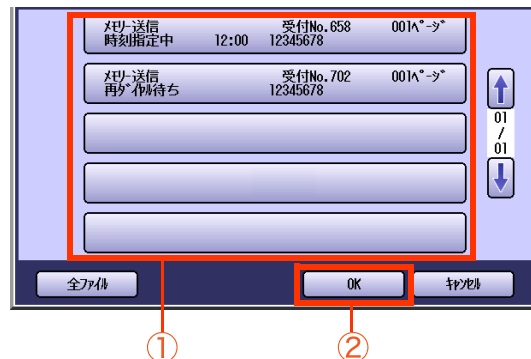 ﾒﾓﾘｰ送信 受付No.658 001ﾍﾟｰｼﾞ
時刻指定中 12:00 12345678
ﾒﾓﾘｰ送信 受付No.702 001ﾍﾟｰｼﾞ
再ﾀﾞｲﾔﾙ待ち 12345678
01
/
01
全ﾌｧｲﾙ OK ｷｬﾝｾﾙ
① ②